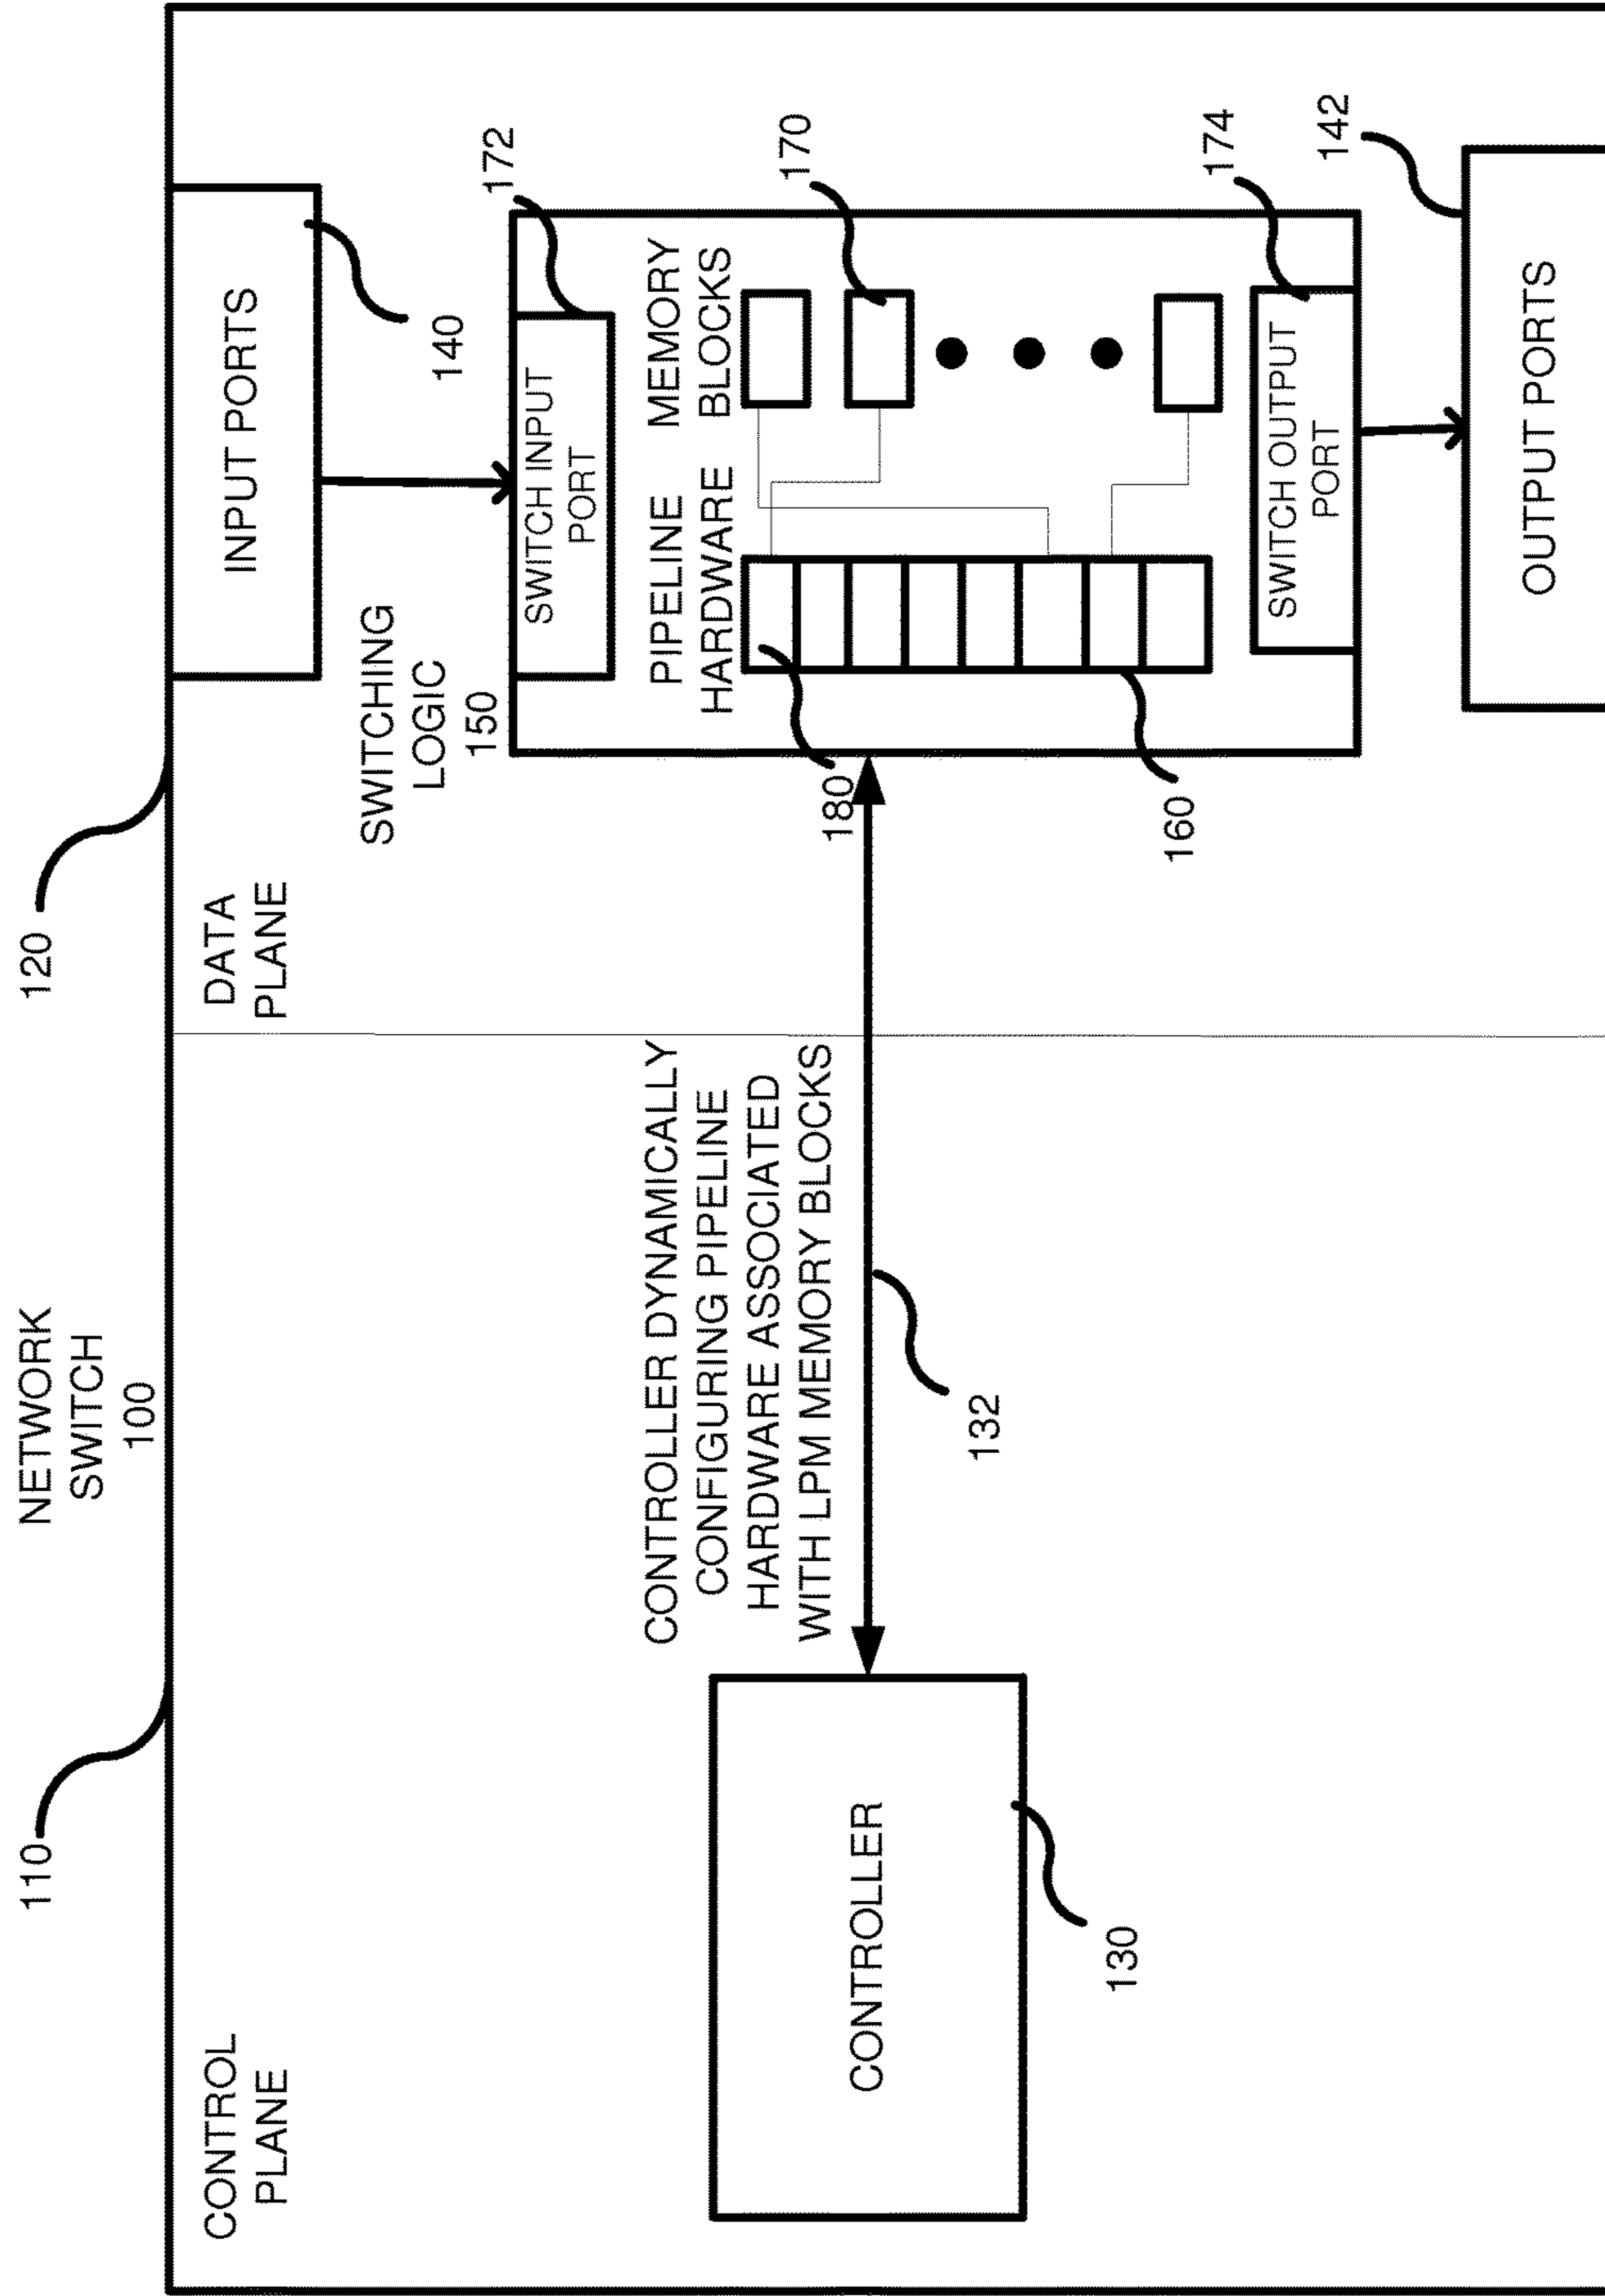 NETWORK
SWITCH
100
110
120
CONTROL
PLANE
DATA
PLANE
INPUT PORTS
140
SWITCHING
LOGIC
150
172
SWITCH INPUT
PORT
CONTROLLER DYNAMICALLY
CONFIGURING PIPELINE
HARDWARE ASSOCIATED
WITH LPM MEMORY BLOCKS
132
CONTROLLER
130
PIPELINE
HARDWARE
MEMORY
BLOCKS
170
180
160
SWITCH OUTPUT
PORT
174
142
OUTPUT PORTS